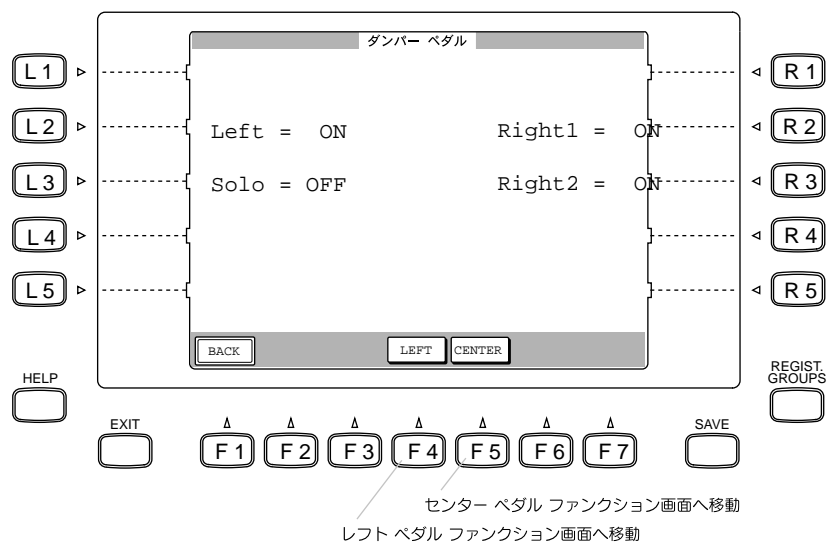 ダンパー ペダル
L1
R1
L2
Left = ON
Right1 = ON
R2
L3
Solo = OFF
Right2 = ON
R3
L4
R4
L5
R5
BACK
LEFT
CENTER
HELP
REGIST.
GROUPS
EXIT
F1
F2
F3
F4
F5
F6
F7
SAVE
センター ペダル ファンクション画面へ移動
レフト ペダル ファンクション画面へ移動